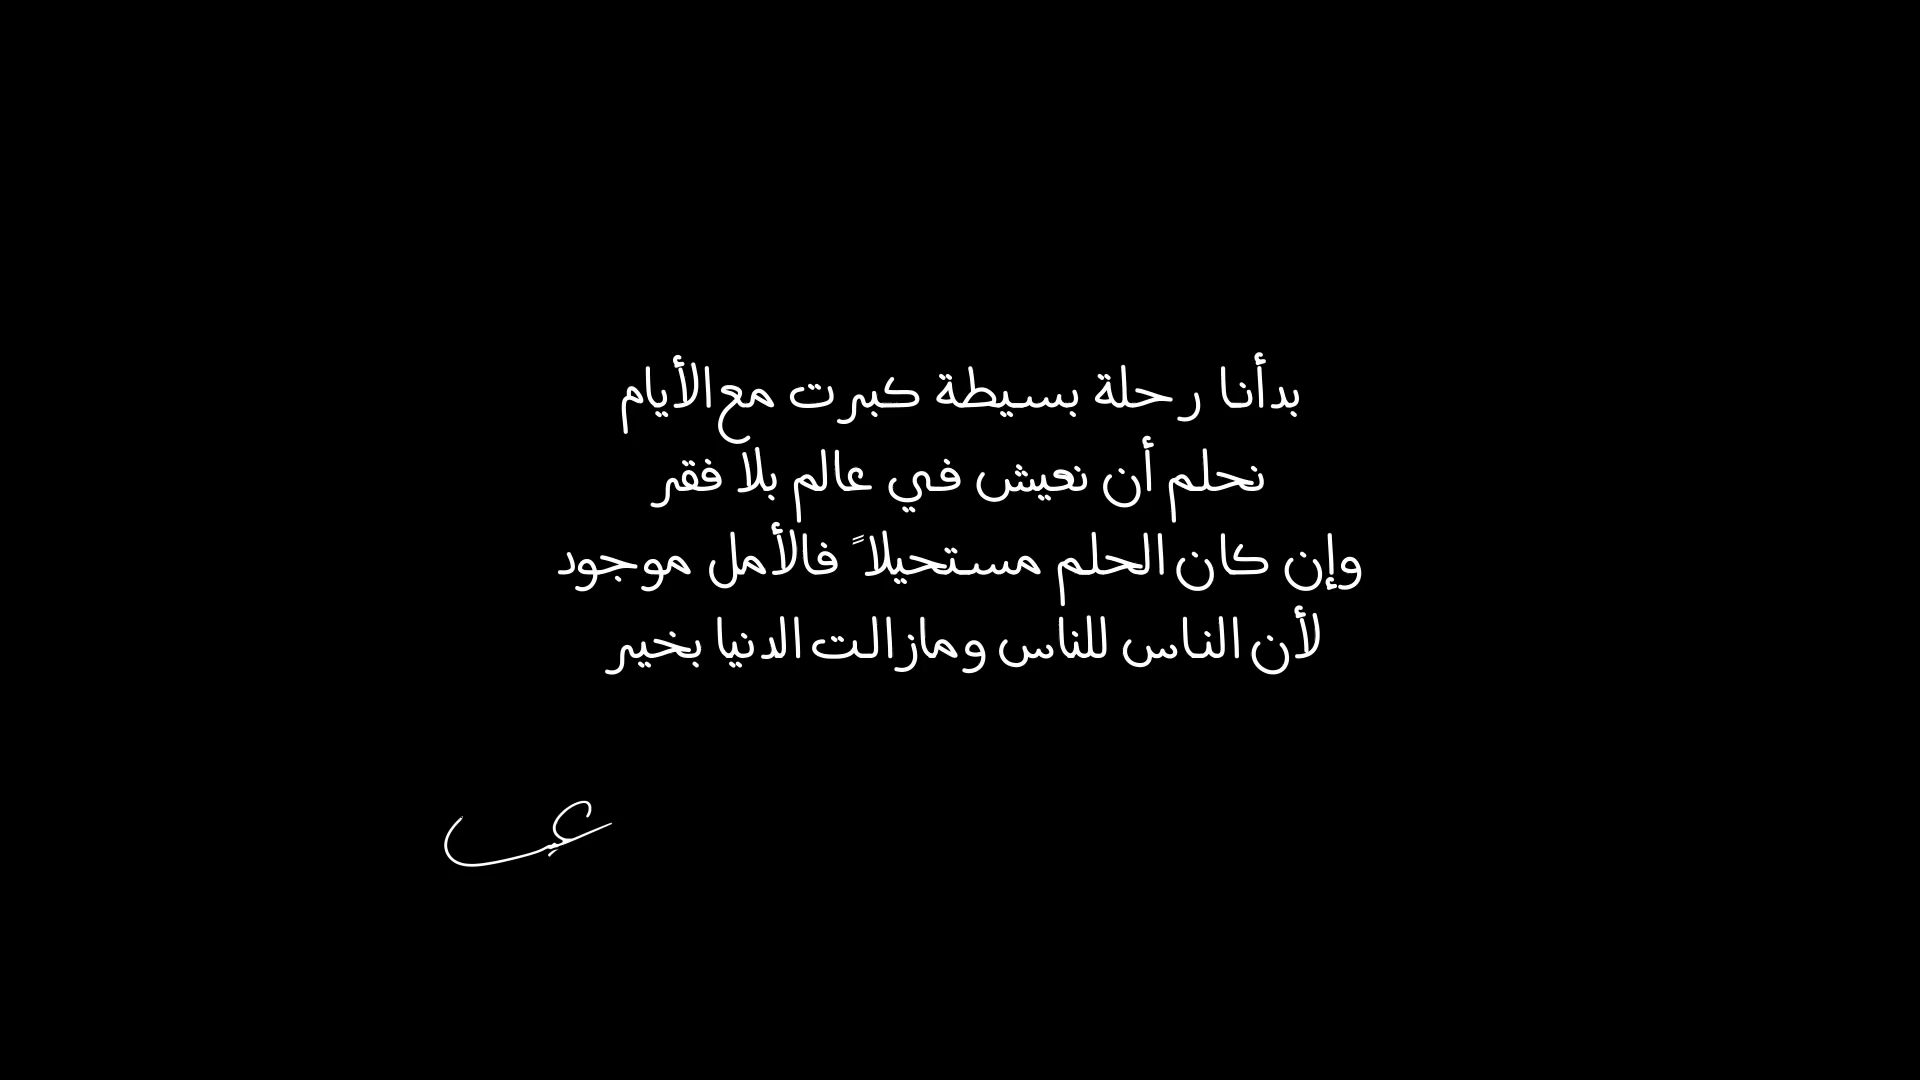 بدأنا رحلة بسيطة كبرت مع الأيام
نحلم أن نعيش في عالم بلا فقر
وإن كان الحلم مستحيلاً فالأمل موجود
لأن الناس للناس ومازالت الدنيا بخير